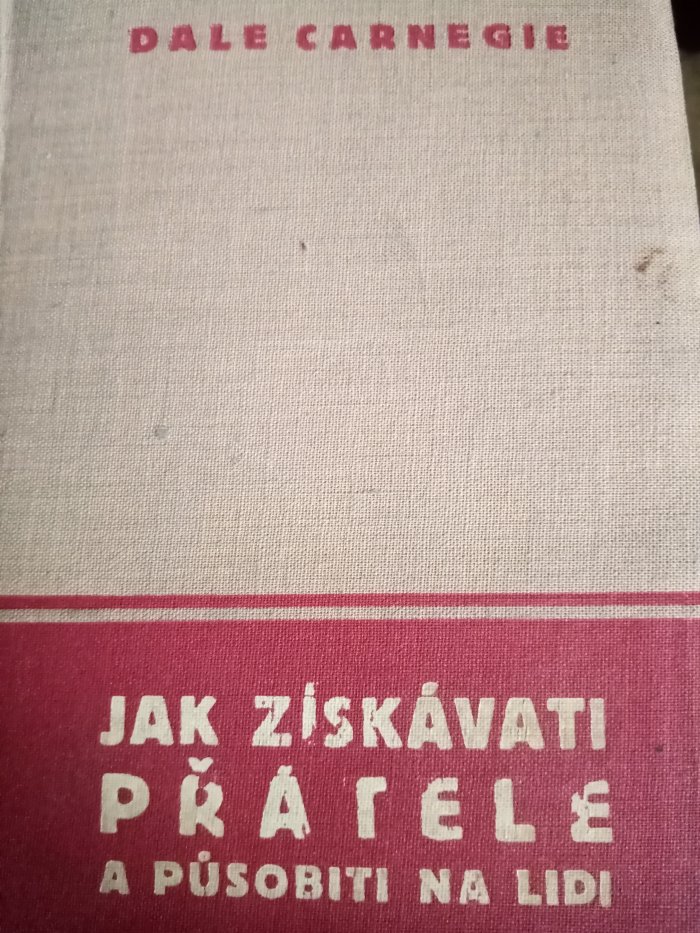 DALE CARNEGIE
JAK ZÍSKÁVATI
PŘÁTELE
A PŮSOBITI NA LIDI